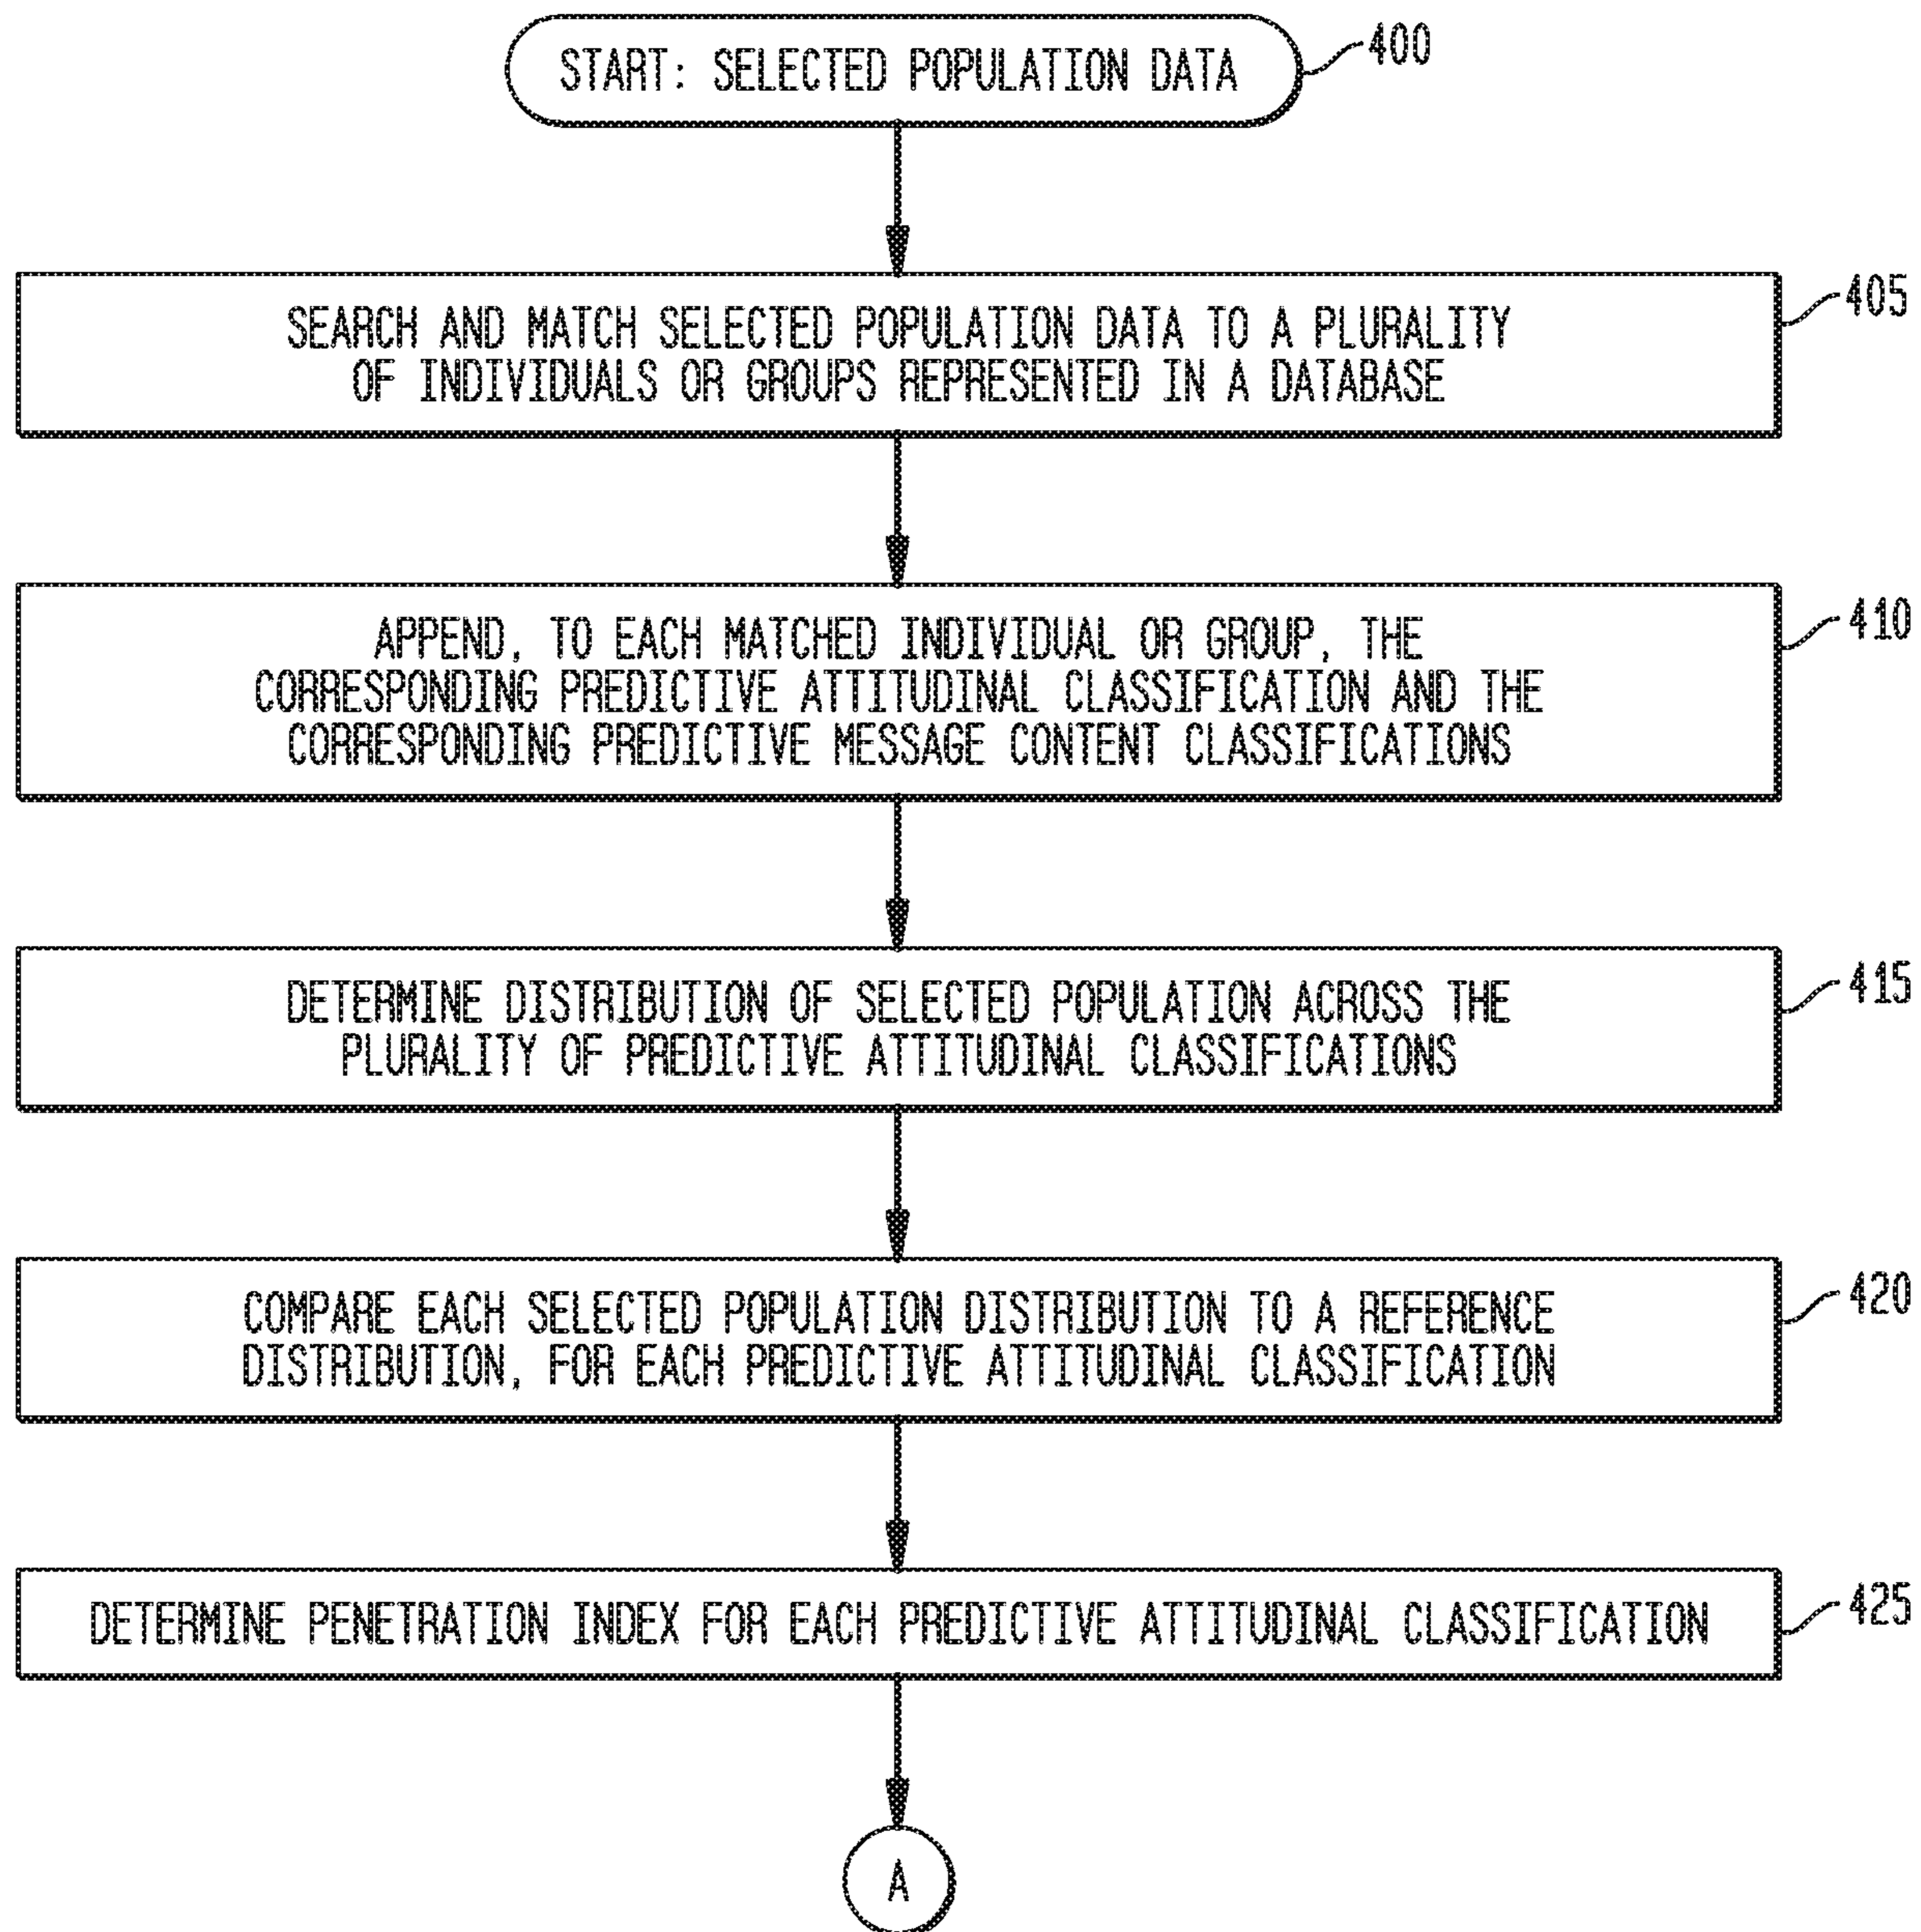 START: SELECTED POPULATION DATA
400
SEARCH AND MATCH SELECTED POPULATION DATA TO A PLURALITY
OF INDIVIDUALS OR GROUPS REPRESENTED IN A DATABASE
405
APPEND, TO EACH MATCHED INDIVIDUAL OR GROUP, THE
CORRESPONDING PREDICTIVE ATTITUDINAL CLASSIFICATION AND THE
CORRESPONDING PREDICTIVE MESSAGE CONTENT CLASSIFICATIONS
410
DETERMINE DISTRIBUTION OF SELECTED POPULATION ACROSS THE
PLURALITY OF PREDICTIVE ATTITUDINAL CLASSIFICATIONS
415
COMPARE EACH SELECTED POPULATION DISTRIBUTION TO A REFERENCE
DISTRIBUTION, FOR EACH PREDICTIVE ATTITUDINAL CLASSIFICATION
420
DETERMINE PENETRATION INDEX FOR EACH PREDICTIVE ATTITUDINAL CLASSIFICATION
425
A